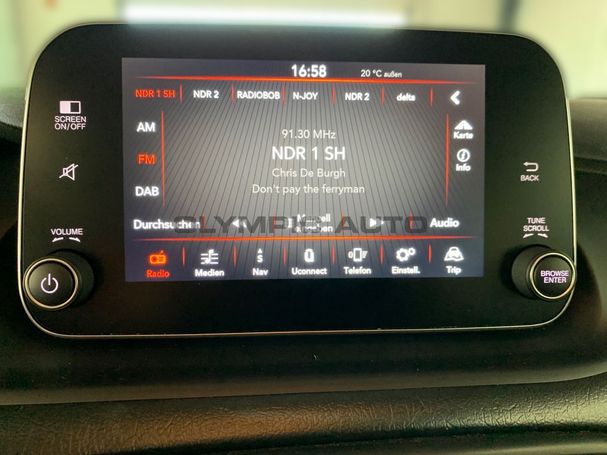 16:58
20 °C außen
NDR 1 SH NDR 2 RADIOBOB N-JOY NDR 2 delta
SCREEN
ON/OFF
AM
FM
DAB
91.30 MHz
NDR 1 SH
Chris De Burgh
Don't pay the ferryman
Karte
Info
BACK
Durchsuchen
Audio
VOLUME
TUNE
SCROLL
BROWSE
ENTER
Radio Medien Nav Uconnect Telefon Einstell. Trip